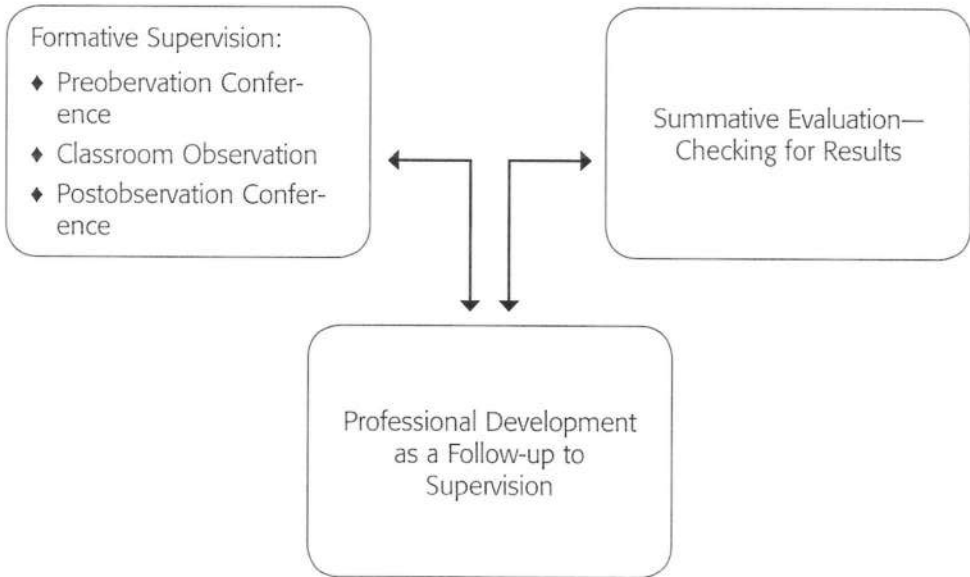 Formative Supervision:
♦ Preobervation Confer-
ence
♦ Classroom Observation
♦ Postobservation Confer-
ence
Summative Evaluation—
Checking for Results
Professional Development
as a Follow-up to
Supervision